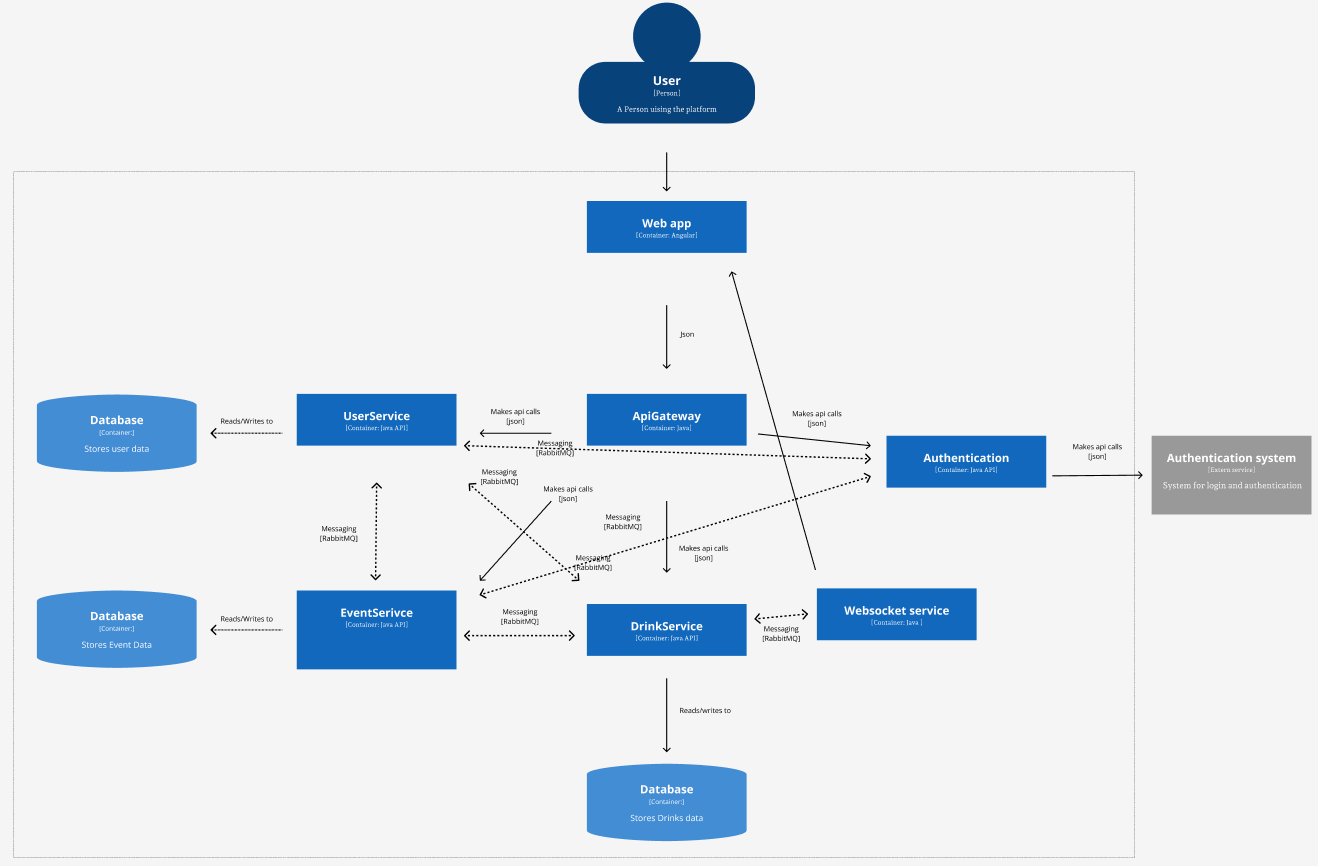 User
[Person]
A Person uising the platform
Web app
[Container: Angular]
Json
Database
[Container:]
Stores user data
Reads/Writes to
UserService
[Container: Java API]
Makes api calls
[json]
ApiGateway
[Container: Java]
Makes api calls
[json]
Messaging
[RabbitMQ]
Authentication
[Container: Java API]
Makes api calls
[json]
Authentication system
[Extern service]
System for login and authentication
Messaging
[RabbitMQ]
Makes api calls
[json]
Messaging
[RabbitMQ]
Messaging
[RabbitMQ]
Makes api calls
[json]
Messaging
[RabbitMQ]
Database
[Container:]
Stores Event Data
Reads/Writes to
EventSerivce
[Container: Java API]
Messaging
[RabbitMQ]
DrinkService
[Container: Java API]
Messaging
[RabbitMQ]
Websocket service
[Container: Java ]
Reads/writes to
Database
[Container:]
Stores Drinks data